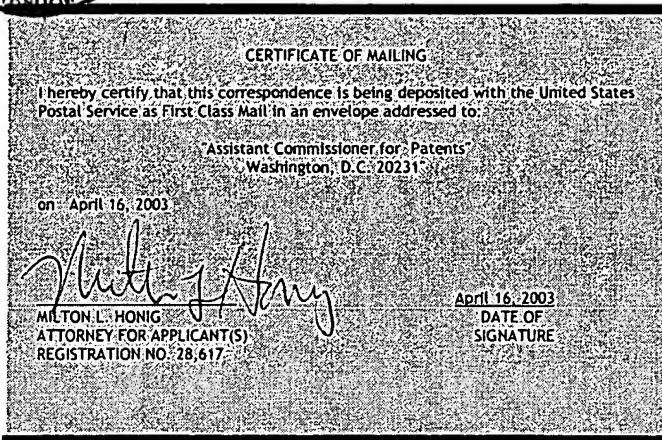 CERTIFICATE OF MAILING
I hereby certify that this correspondence is being deposited with the United States
Postal Service as First Class Mail in an envelope addressed to:
"Assistant Commissioner for Patents"
Washington, D.C. 20231"
on April 16, 2003
Milton L Honig
MILTON L. HONIG
ATTORNEY FOR APPLICANT(S)
REGISTRATION NO. 28,617
April 16, 2003
DATE OF
SIGNATURE